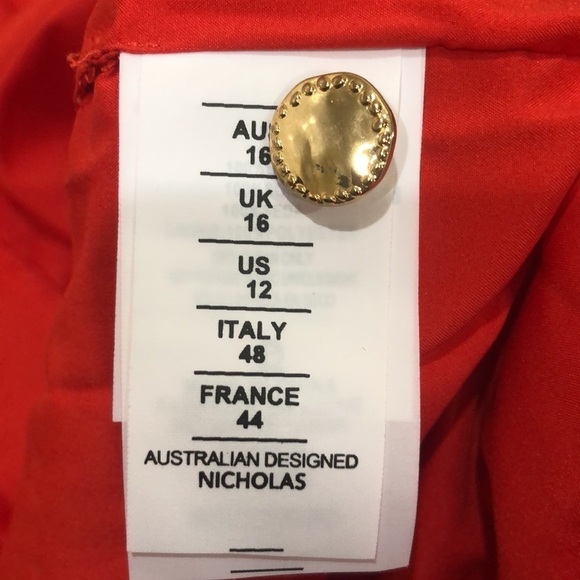 AU
16
UK
16
US
12
ITALY
48
FRANCE
44
AUSTRALIAN DESIGNED
NICHOLAS